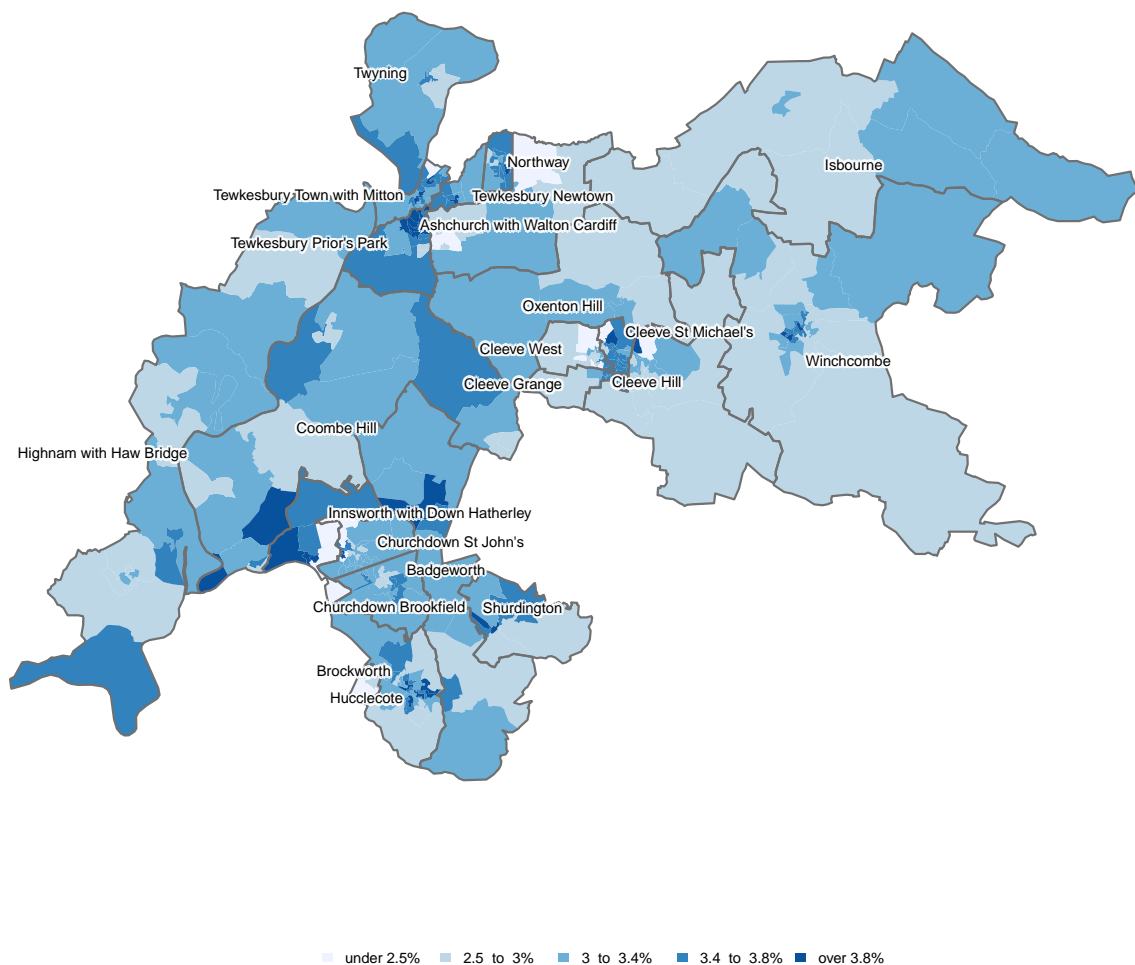 Twyning
Northway
Isbourne
Tewkesbury Town with Mitton
Tewkesbury Newtown
Ashchurch with Walton Cardiff
Tewkesbury Prior's Park
Oxenton Hill
Cleeve St Michael's
Cleeve West
Winchcombe
Cleeve Grange
Cleeve Hill
Coombe Hill
Highnam with Haw Bridge
Innsworth with Down Hatherley
Churchdown St John's
Badgeworth
Churchdown Brookfield
Shurdington
Brockworth
Hucclecote
under 2.5% 2.5 to 3% 3 to 3.4% 3.4 to 3.8% over 3.8%